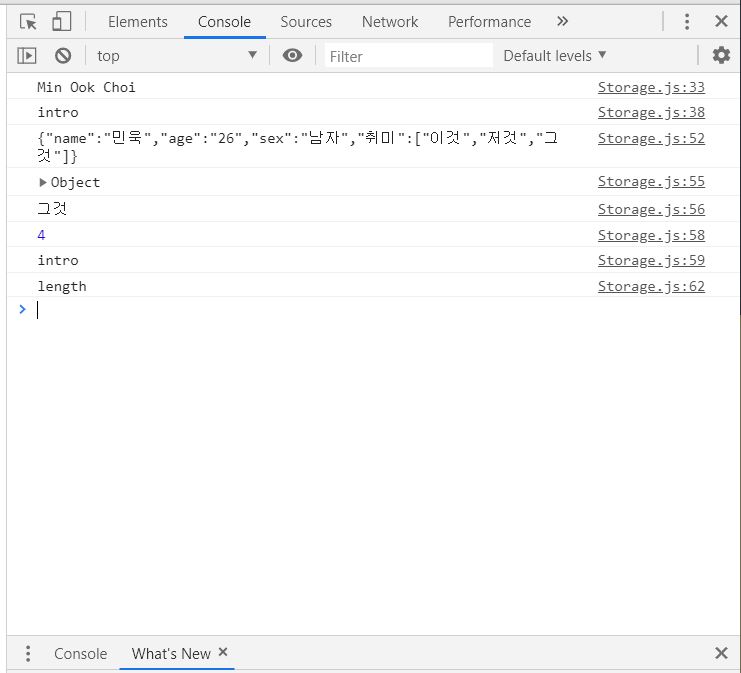 Elements Console Sources Network Performance »
top Filter Default levels
Min Ook Choi Storage.js:33
intro Storage.js:38
{"name":"민욱","age":"26","sex":"남자","취미":["이것","저것","그 Storage.js:52
것"]}
Object Storage.js:55
그것 Storage.js:56
4 Storage.js:58
intro Storage.js:59
length Storage.js:62
>
Console What's New